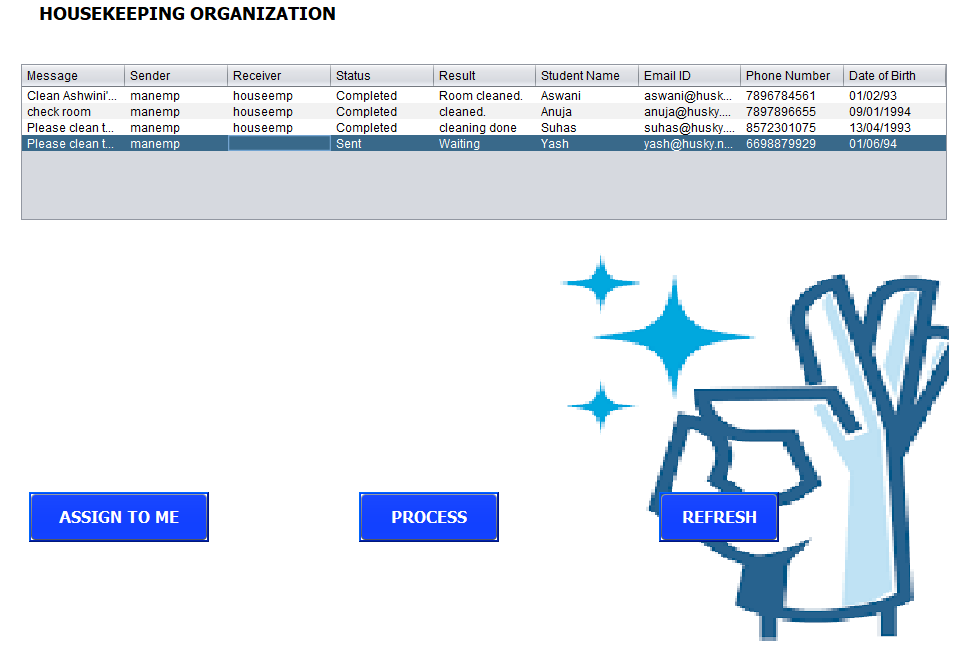 HOUSEKEEPING ORGANIZATION
Message Sender Receiver Status Result Student Name Email ID Phone Number Date of Birth
Clean Ashwini'... manemp houseemp Completed Room cleaned. Aswani aswani@husk... 7896784561 01/02/93
check room manemp houseemp Completed cleaned. Anuja anuja@husky.... 7897896655 09/01/1994
Please clean t... manemp houseemp Completed cleaning done Suhas suhas@husky.... 8572301075 13/04/1993
Please clean t... manemp Sent Waiting Yash yash@husky.n... 6698879929 01/06/94
ASSIGN TO ME PROCESS REFRESH